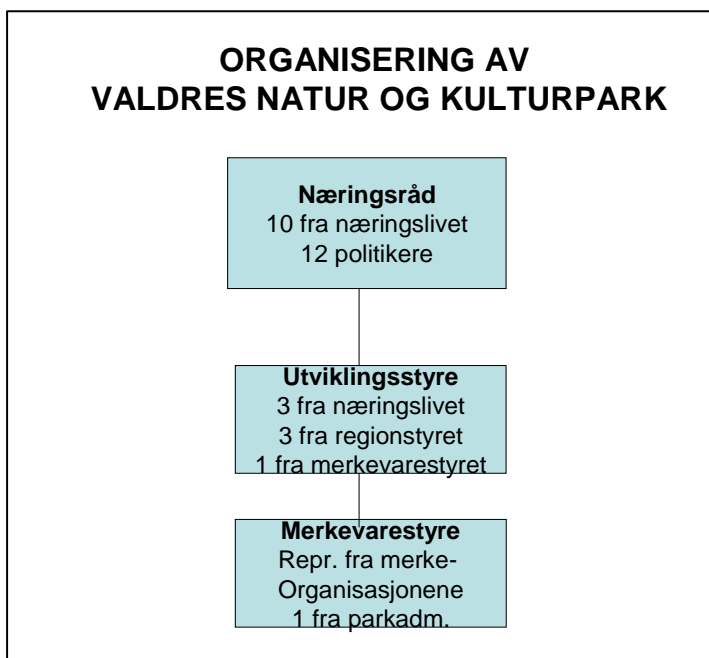 ORGANISERING AV
VALDRES NATUR OG KULTURPARK
Næringsråd
10 fra næringslivet
12 politikere
Utviklingsstyre
3 fra næringslivet
3 fra regionstyret
1 fra merkevarestyret
Merkevarestyre
Repr. fra merke-
Organisasjonene
1 fra parkadm.